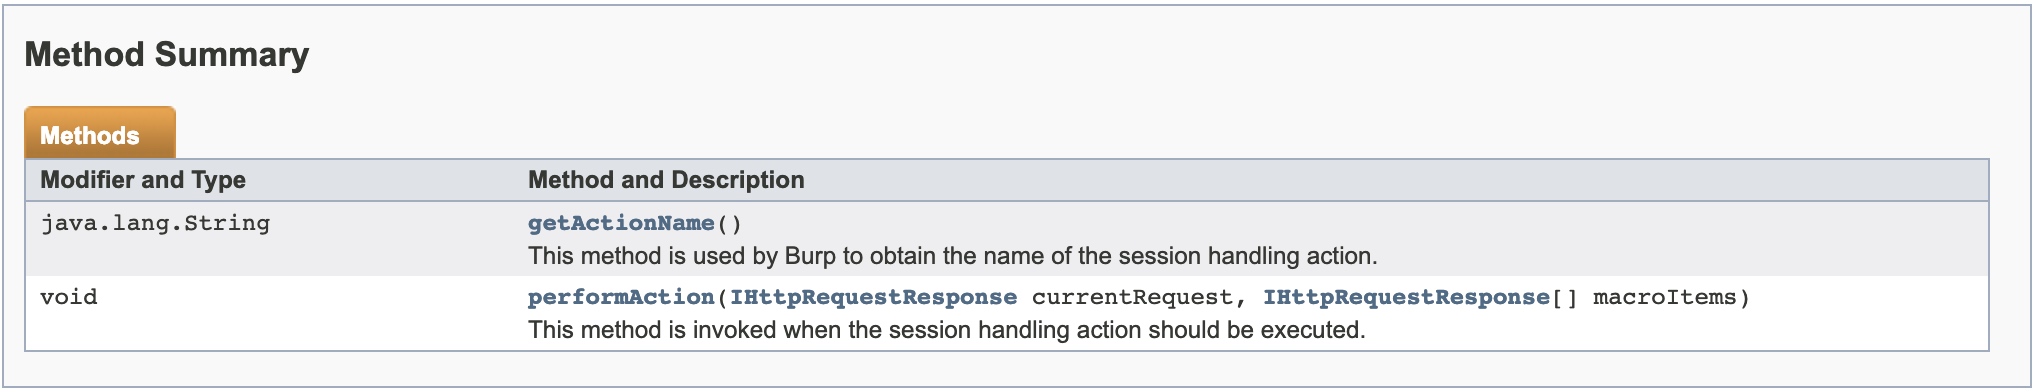 Method Summary
Methods
Modifier and Type Method and Description
java.lang.String getActionName()
This method is used by Burp to obtain the name of the session handling action.
void performAction(IHttpRequestResponse currentRequest, IHttpRequestResponse[] macroItems)
This method is invoked when the session handling action should be executed.